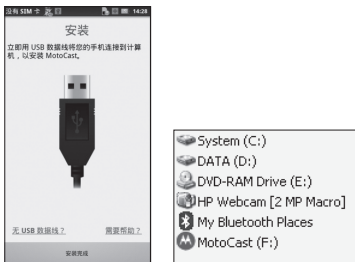 没有 SIM 卡
14:28
安装
立即用 USB 数据线将您的手机连接到计算
机，以安装 MotoCast。
无 USB 数据线？
需要帮助？
安装完成
System (C:)
DATA (D:)
DVD-RAM Drive (E:)
HP Webcam [2 MP Macro]
My Bluetooth Places
MotoCast (F:)